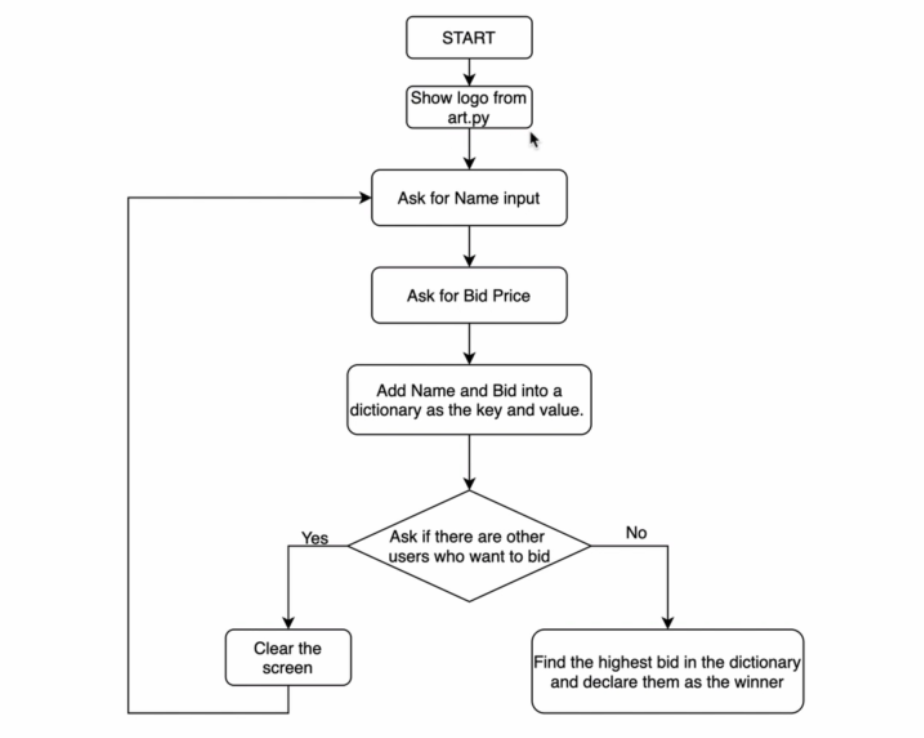 START
Show logo from
art.py
Ask for Name input
Ask for Bid Price
Add Name and Bid into a
dictionary as the key and value.
Ask if there are other
users who want to bid
Yes
No
Clear the
screen
Find the highest bid in the dictionary
and declare them as the winner